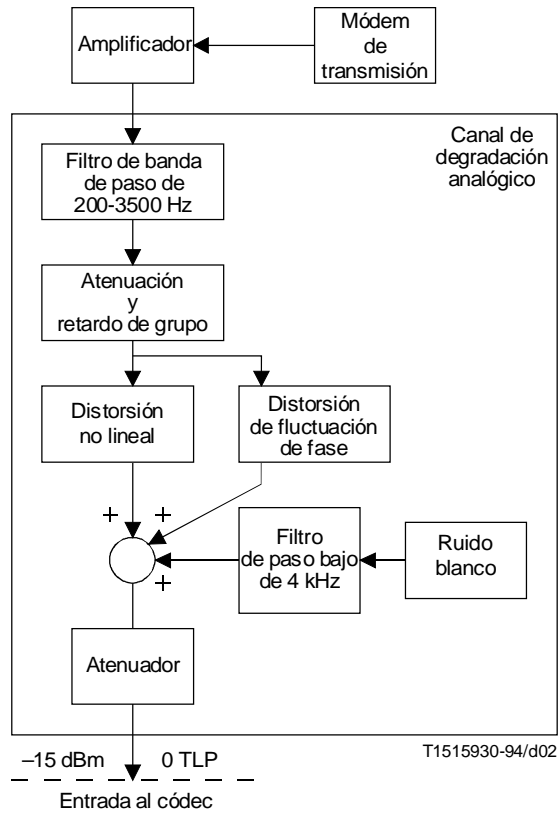 Amplificador
Módem
de
transmisión
Canal de
degradación
analógico
Filtro de banda
de paso de
200-3500 Hz
Atenuación
y
retardo de grupo
Distorsión
no lineal
Distorsión
de fluctuación
de fase
+
+
+
Filtro
de paso bajo
de 4 kHz
Ruido
blanco
Atenuador
T1515930-94/d02
–15 dBm 0 TLP
Entrada al códec